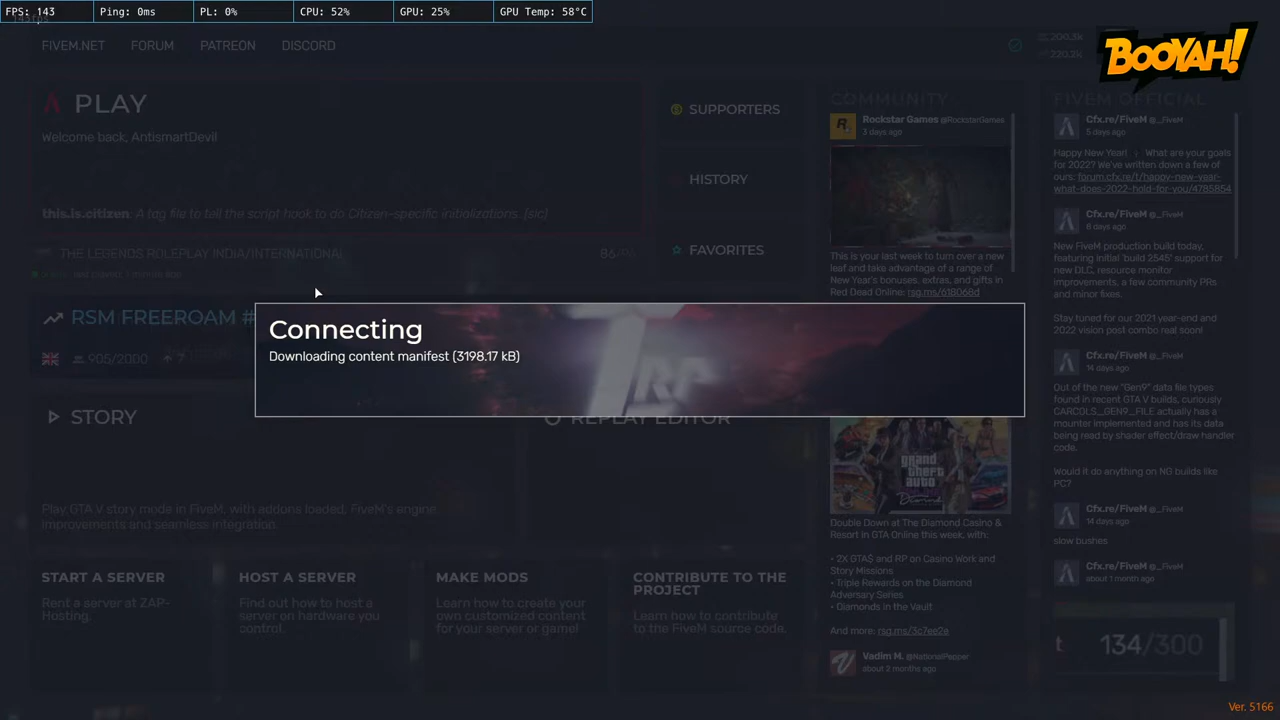 FPS: 143 Ping: 0ms PL: 0% CPU: 52% GPU: 25% GPU Temp: 58°C
143fps
FIVEM.NET FORUM PATREON DISCORD
200.3k
220.2k
BOOYAH!
PLAY
Welcome back, AntismartDevil
this.is.citizen A tag file to tell the script hook to do Citizen-specific initializations. [sic]
THE LEGENDS ROLEPLAY INDIA/INTERNATIONAL
RSM FREEROAM #
905/2000
SUPPORTERS
HISTORY
FAVORITES
Connecting
Downloading content manifest (3198.17 kB)
STORY
Play GTA V story mode in FiveM, with addons loaded, FiveM's engine
improvements and seamless integration.
REPLAY EDITOR
START A SERVER
Rent a server at ZAP-
Hosting.
HOST A SERVER
Find out how to host a
server on hardware you
control.
MAKE MODS
Learn how to create your
own customized content
for your server or game!
CONTRIBUTE TO THE
PROJECT
Learn how to contribute
to the FiveM source code.
COMMUNITY
Rockstar Games @RockstarGames
3 days ago
This is your last week to turn over a new
leaf and take advantage of a range of
New Year's bonuses, extras, and gifts in
Red Dead Online: rsg.ms/618068d
grand
theft
auto
Double Down at The Diamond Casino &
Resort in GTA Online this week, with:
• 2X GTA$ and RP on Casino Work and
Story Missions
• Triple Rewards on the Diamond
Adversary Series
• Diamonds in the Vault
And more: rsg.ms/3c7ee2e
Vadim M. @NationalPepper
about 2 months ago
FIVEM OFFICIAL
Cfx.re/FiveM @_FiveM
5 days ago
Happy New Year! What are your goals
for 2022? We've written down a few of
ours: forum.cfx.re/t/happy-new-year-
what-does-2022-hold-for-you/4785854
Cfx.re/FiveM @_FiveM
8 days ago
New FiveM production build today,
featuring initial 'build 2545' support for
new DLC, resource monitor
improvements, a few community PRs
and minor fixes.
Stay tuned for our 2021 year-end and
2022 vision post combo real soon!
Cfx.re/FiveM @_FiveM
14 days ago
Out of the new "Gen9" data file types
found in recent GTA V builds, curiously
CARCOLS_GEN9_FILE actually has a
mounter implemented and has its data
being read by shader effect/draw handler
code.
Would it do anything on NG builds like
PC?
Cfx.re/FiveM @_FiveM
14 days ago
slow bushes
Cfx.re/FiveM @_FiveM
about 1 month ago
t 134/300
Ver. 5166